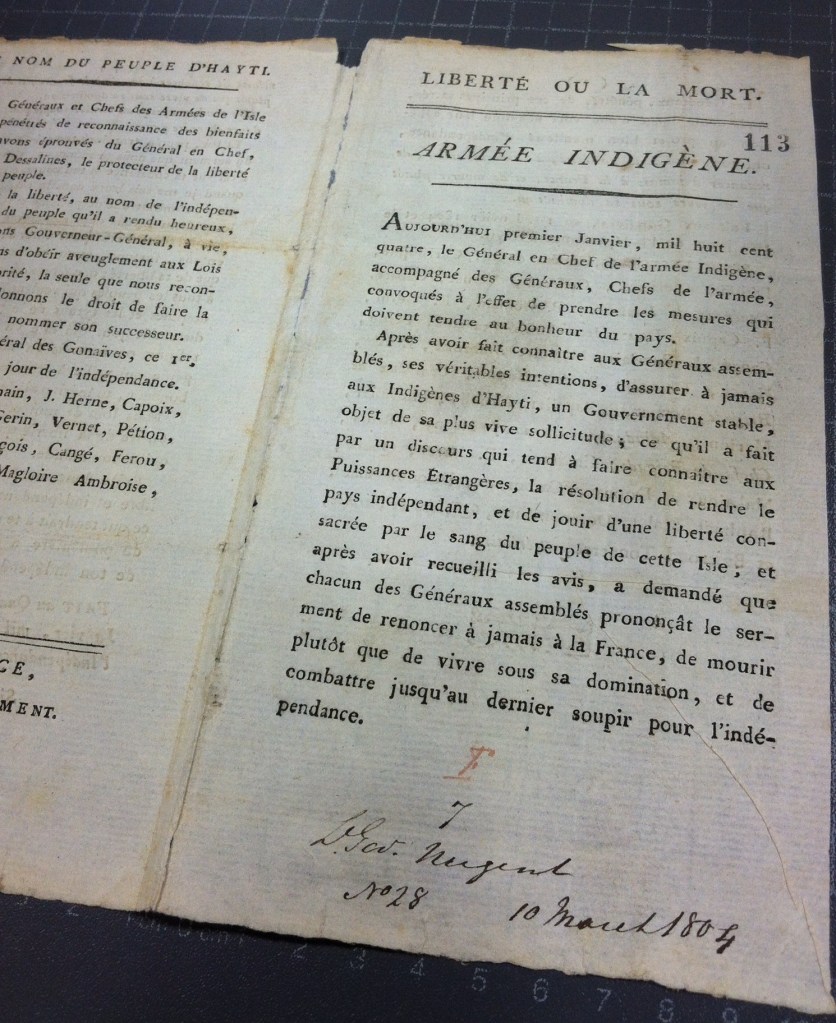 NOM DU PEUPLE D'HAYTI.
Généraux et Chefs des Armées de l'Isle
pénétrés de reconnaissance des bienfaits
avons éprouvés du Général en Chef,
Dessalines, le protecteur de la liberté
peuple.
la liberté, au nom de l'indépen-
du peuple qu'il a rendu heureux,
ons Gouverneur-Général, à vie,
ns d'obéir aveuglement aux Lois
orité, la seule que nous recon-
donnons le droit de faire la
nommer son successeur.
éral des Gonaïves, ce 1er.
jour de l'indépendance.
main, J. Herne, Capoix,
Gerin, Vernet, Pétion,
çois, Cangé, Ferou,
Magloire Ambroise,
CE,
MENT.
LIBERTÉ OU LA MORT.
113
ARMÉE INDIGÈNE.
AUJOURD'HUI premier Janvier, mil huit cent
quatre, le Général en Chef de l'armée Indigène,
accompagné des Généraux, Chefs de l'armée,
convoqués à l'effet de prendre les mesures qui
doivent tendre au bonheur du pays.
Après avoir fait connaître aux Généraux assem-
blés, ses véritables intentions, d'assurer à jamais
aux Indigènes d'Hayti, un Gouvernement stable,
objet de sa plus vive sollicitude; ce qu'il a fait
par un discours qui tend à faire connaître aux
Puissances Etrangères, la résolution de rendre le
pays indépendant, et de jouir d'une liberté con-
sacrée par le sang du peuple de cette Isle; et
après avoir recueilli les avis, a demandé que
chacun des Généraux assemblés prononçât le ser-
ment de renoncer à jamais à la France, de mourir
plutôt que de vivre sous sa domination, et de
combattre jusqu'au dernier soupir pour l'indé-
pendance.
F
7
Lt. Gov. Nugent
No 28 10 March 1804